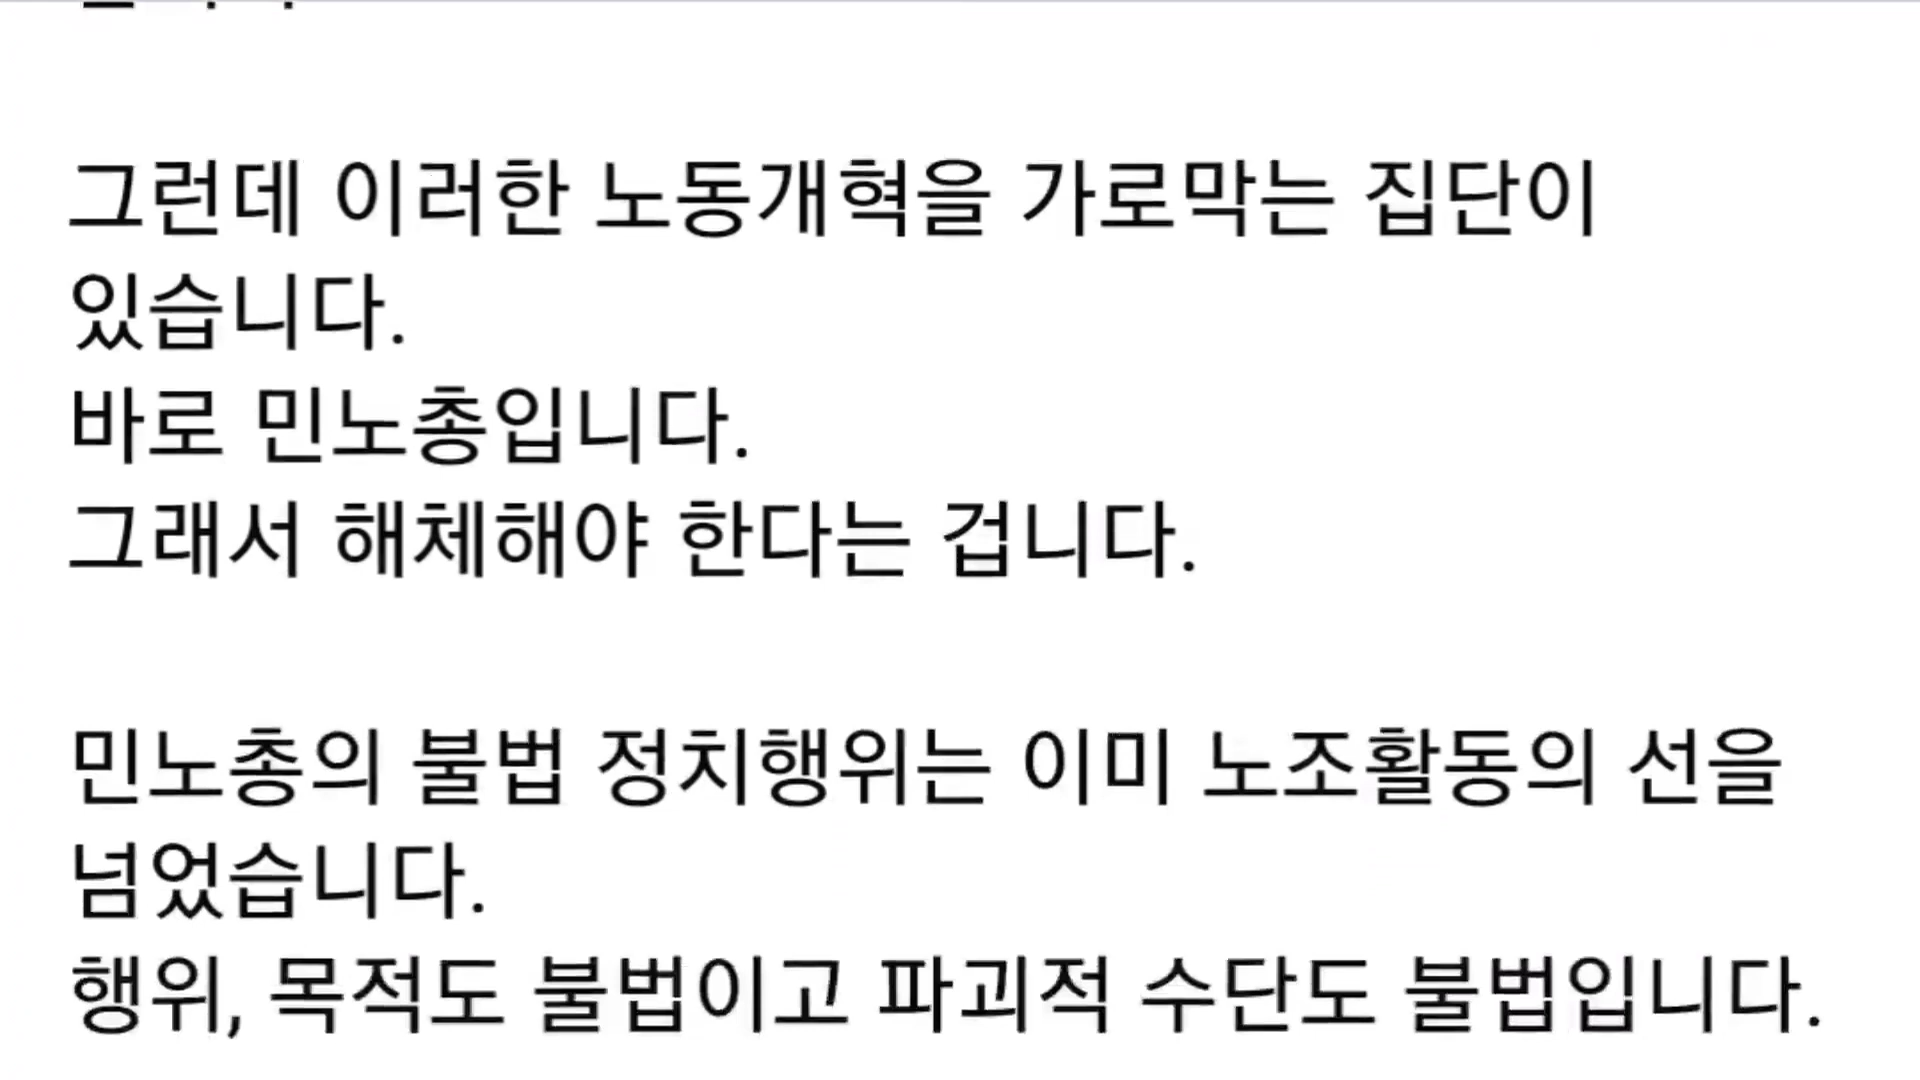 그런데 이러한 노동개혁을 가로막는 집단이
있습니다.
바로 민노총입니다.
그래서 해체해야 한다는 겁니다.
민노총의 불법 정치행위는 이미 노조활동의 선을
넘었습니다.
행위, 목적도 불법이고 파괴적 수단도 불법입니다.